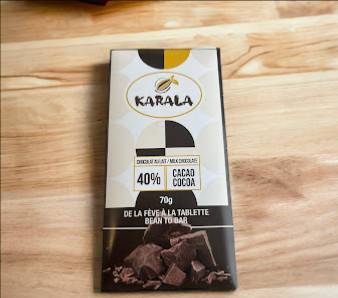 KARALA
CHOCOLAT AU LAIT / MILK CHOCOLATE
40%
CACAO
COCOA
70g
DE LA FÈVE À LA TABLETTE
BEAN TO BAR